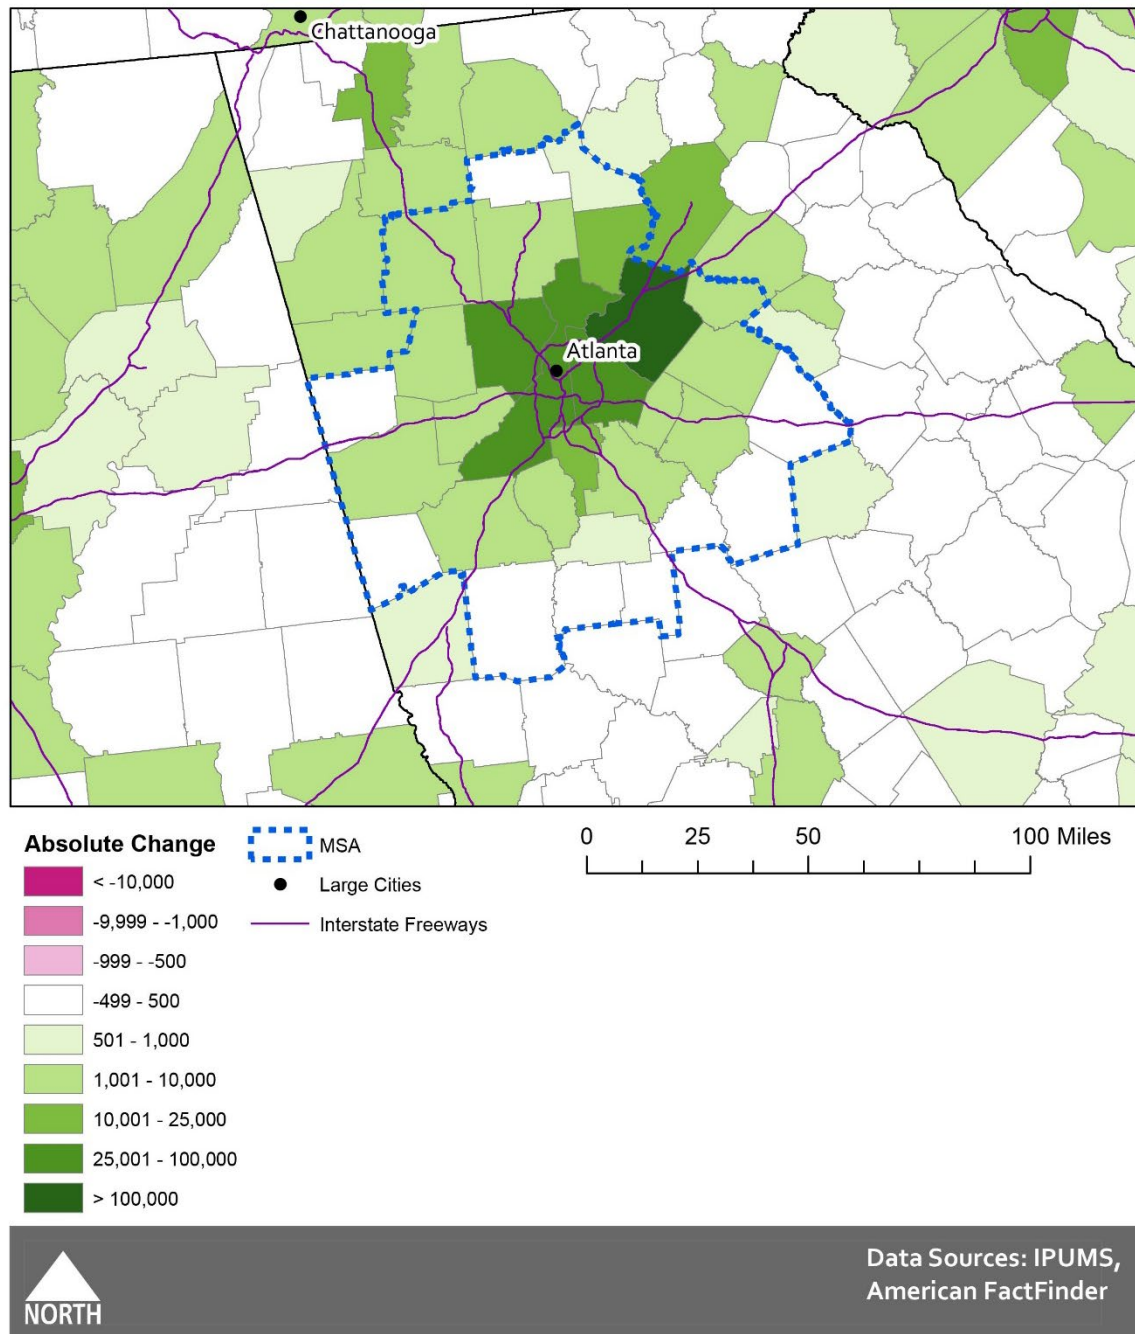 Chattanooga
Atlanta
Absolute Change
< -10,000
-9,999 - -1,000
-999 - -500
-499 - 500
501 - 1,000
1,001 - 10,000
10,001 - 25,000
25,001 - 100,000
> 100,000
MSA
Large Cities
Interstate Freeways
0 25 50 100 Miles
NORTH
Data Sources: IPUMS,
American FactFinder